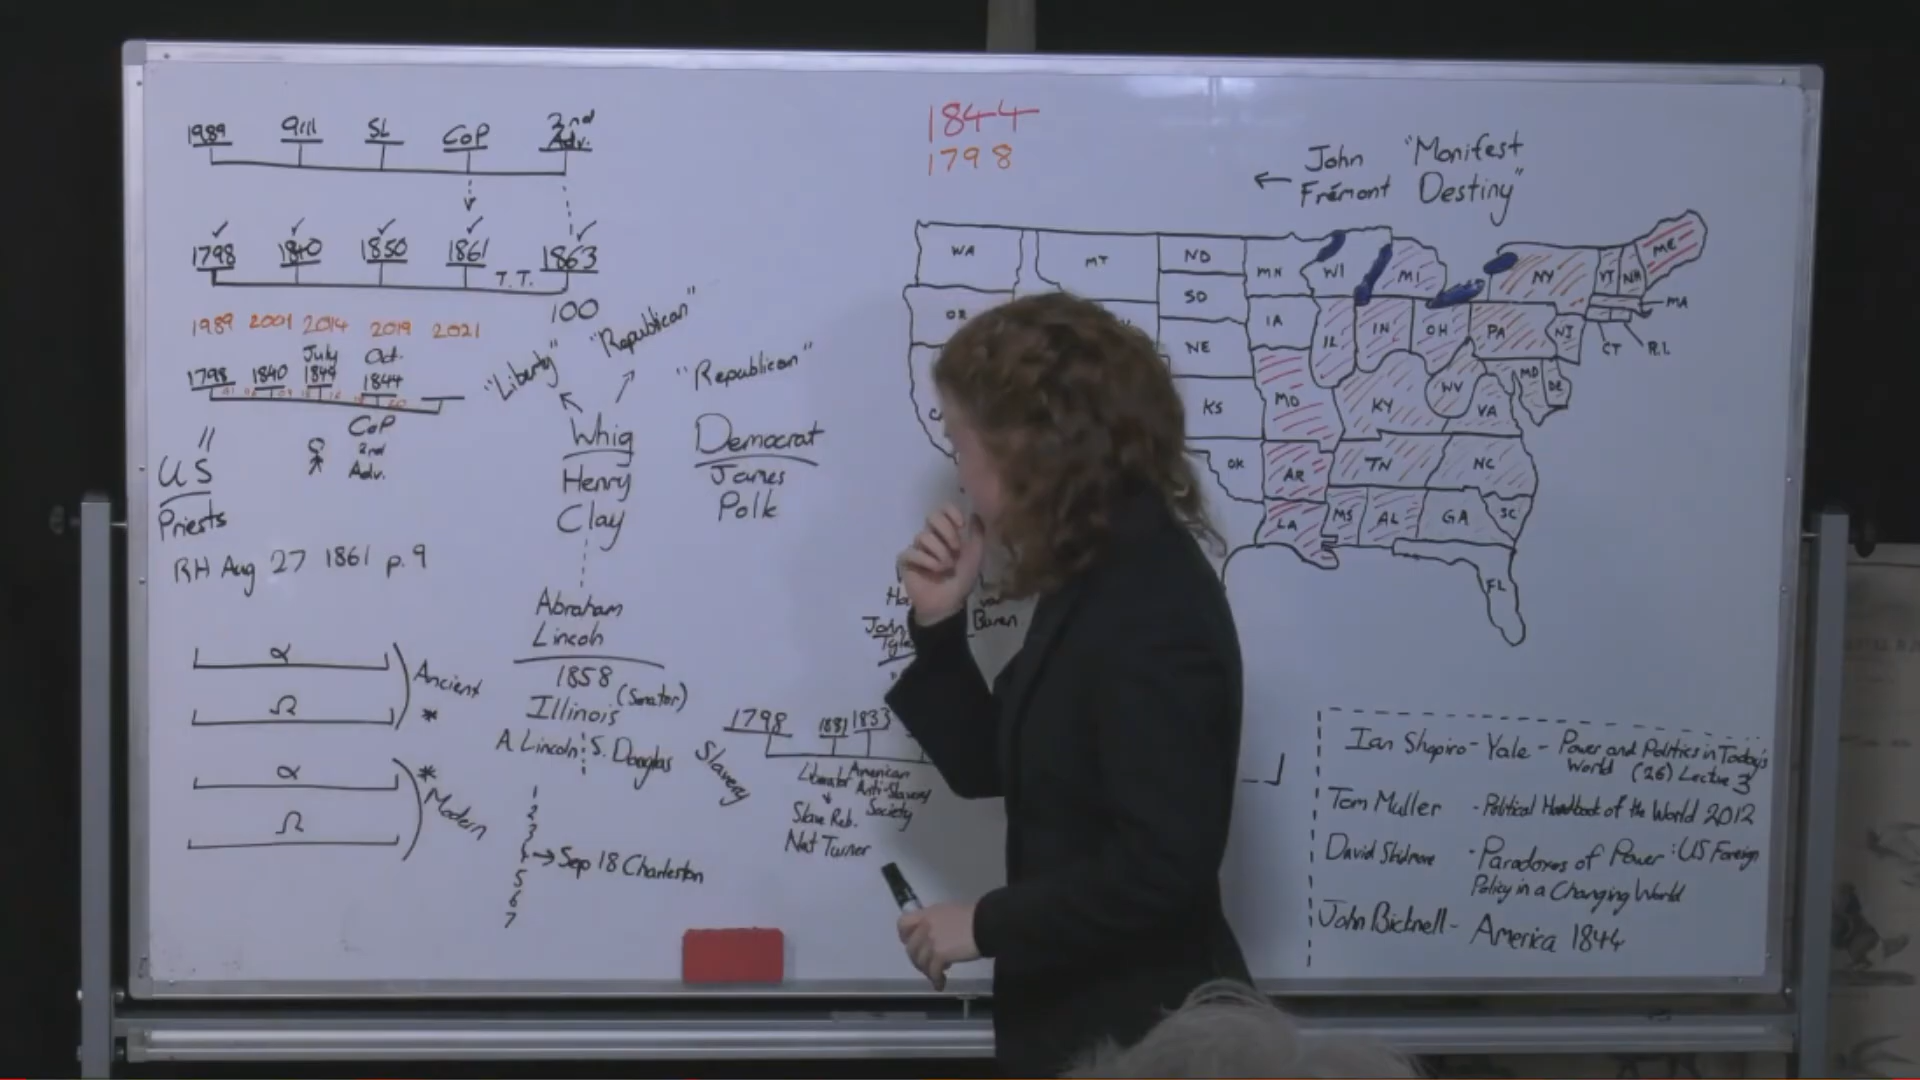 1989 9/11 SL CoP 2nd Adv.
1798 1840 1850 1861 T.T. 1863
100
1989 2001 2014 2019 2021
1798 1840 July 1844 Oct. 1844
CoP
2nd
Adv.
US
Priests
RH Aug 27 1861 p. 9
α
Ancient
Ω
*
α
*
Modern
Ω
"Liberty"
"Republican"
Whig
Henry
Clay
Abraham
Lincoln
1858
(Senator)
Illinois
A. Lincoln S. Douglas
1
2
3
4 → Sep 18 Charleston
5
6
7
"Republican"
Democrat
James
Polk
Slavery
1798 1831 1833
Liberator
Slave Reb.
Nat Turner
American
Anti-Slavery
Society
John
Buren
1844
1798
← John
Frémont
"Manifest
Destiny"
WA MT ND MN WI MI NY VT NH ME
OR SD IA IL IN OH PA NJ MA
CT R.I.
NE MO KY WV VA MD DE
KS
OK AR TN NC
LA MS AL GA SC
FL
Ian Shapiro - Yale - Power and Politics in Today's
World (26) Lecture 3
Tom Muller - Political Handbook of the World 2012
David Skidmore - Paradoxes of Power: US Foreign
Policy in a Changing World
John Bicknell - America 1844